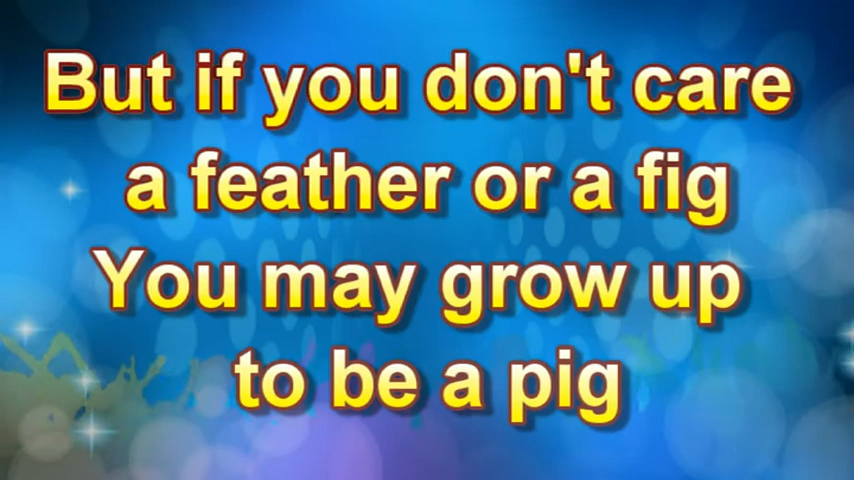 But if you don't care
a feather or a fig
You may grow up
to be a pig